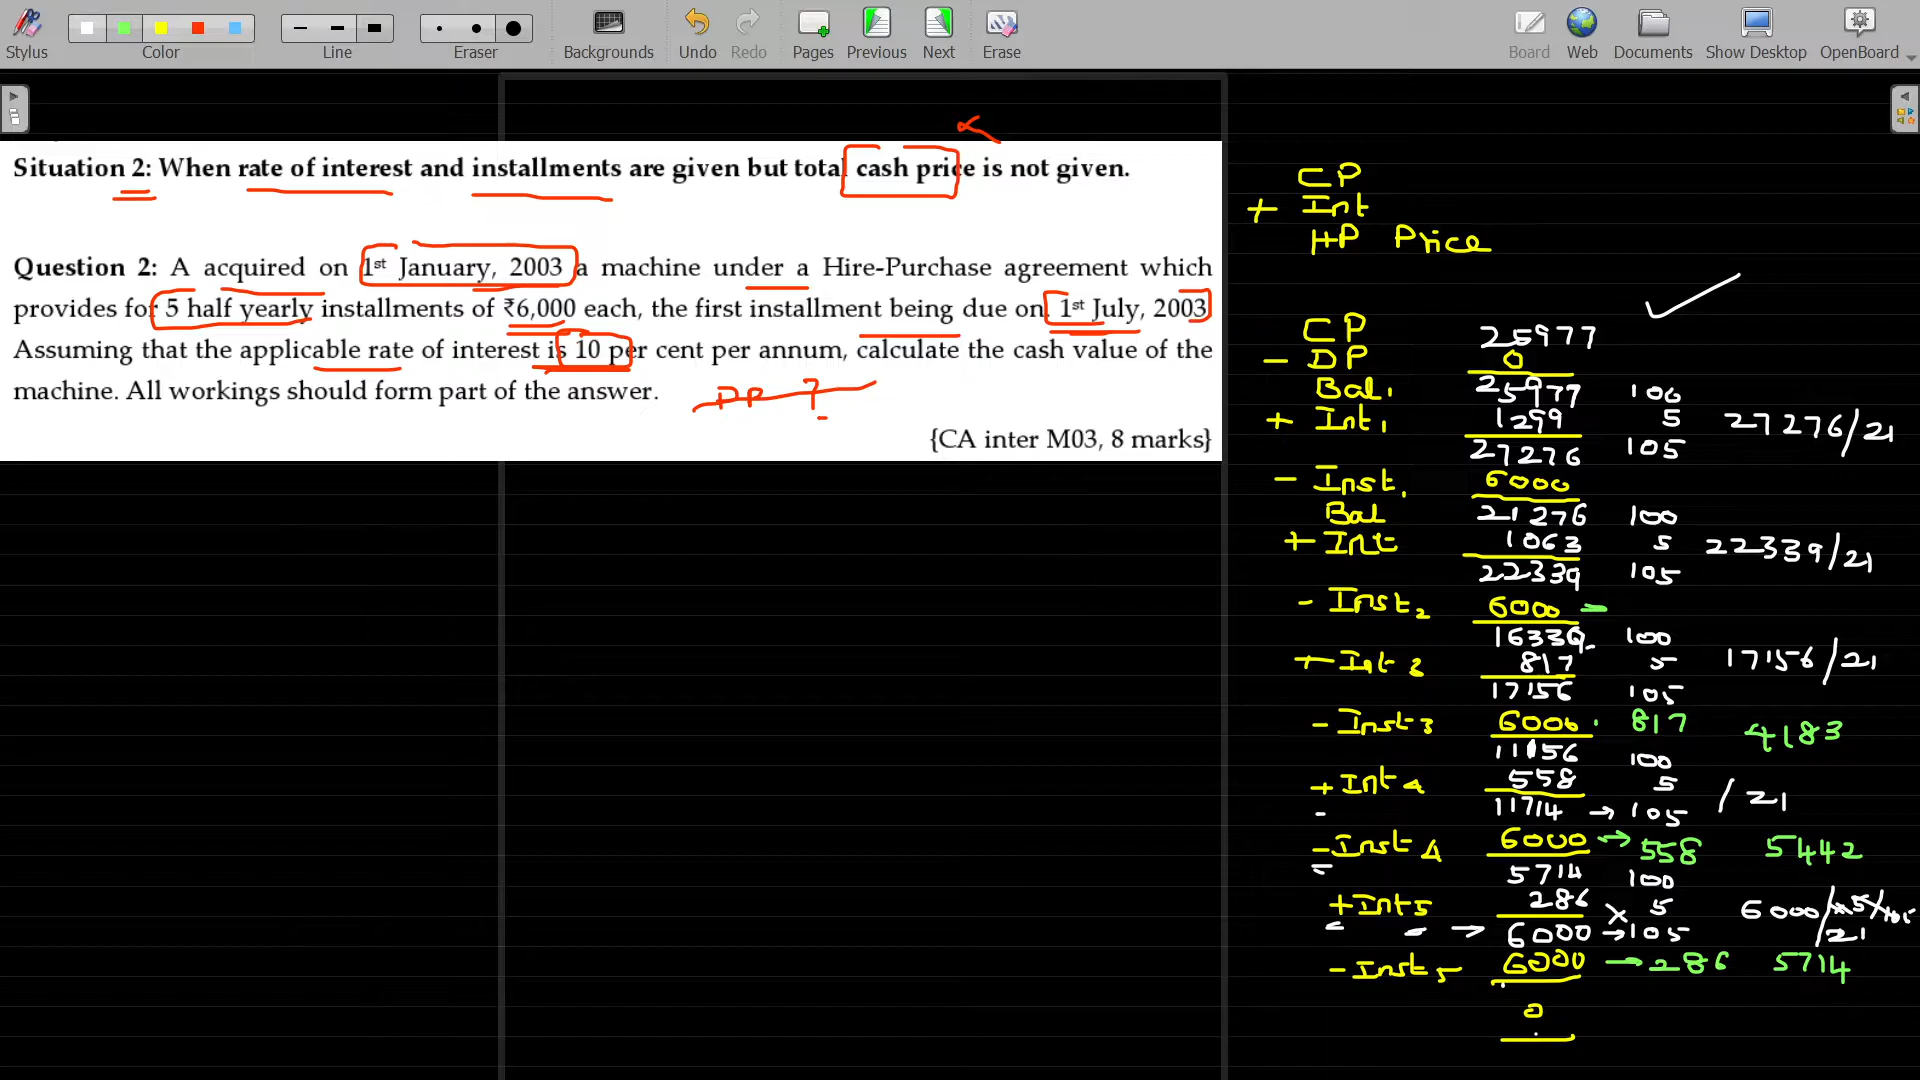 Stylus
Color
Line
Eraser
Backgrounds
Undo
Redo
Pages
Previous
Next
Erase
Board
Web
Documents
Show Desktop
OpenBoard
Situation 2: When rate of interest and installments are given but total cash price is not given.
Question 2: A acquired on 1st January, 2003 a machine under a Hire-Purchase agreement which
provides for 5 half yearly installments of ₹6,000 each, the first installment being due on 1st July, 2003
Assuming that the applicable rate of interest is 10 per cent per annum, calculate the cash value of the
machine. All workings should form part of the answer.
DP ?
{CA inter M03, 8 marks}
CP
+ Int
HP Price
CP 25977
- DP 0
Bal1 25977 100
+ Int1 1299 5 27276/21
27276 105
- Inst1 6000
Bal 21276 100
+ Int 1063 5 22339/21
22339 105
- Inst2 6000
16339 100
+ Int 3 817 5 17156/21
17156 105
- Inst 3 6000 817 4183
11156 100
+ Int 4 558 5 /21
11714 → 105
- Inst 4 6000 → 558 5442
5714 100
+ Int 5 286 × 5 6000/
→ 6000 → 105 21
- Inst 5 6000 → 286 5714
0